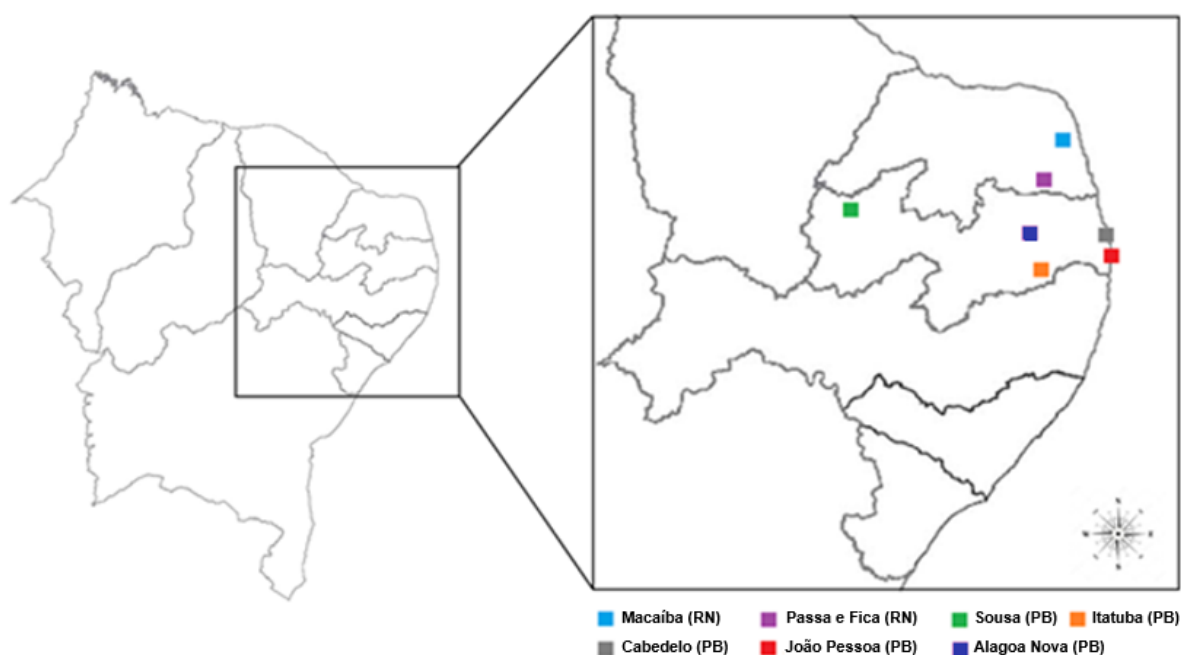 Macaíba (RN) Passa e Fica (RN) Sousa (PB) Itatuba (PB)
Cabedelo (PB) João Pessoa (PB) Alagoa Nova (PB)